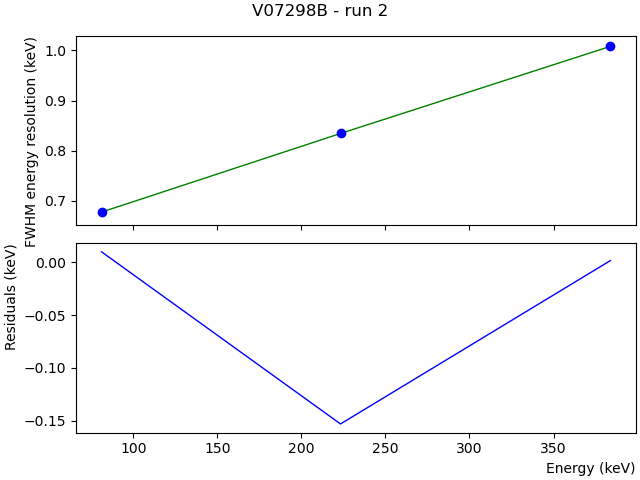 V07298B - run 2
FWHM energy resolution (keV)
1.0
0.9
0.8
0.7
Residuals (keV)
0.00
−0.05
−0.10
−0.15
100 150 200 250 300 350
Energy (keV)